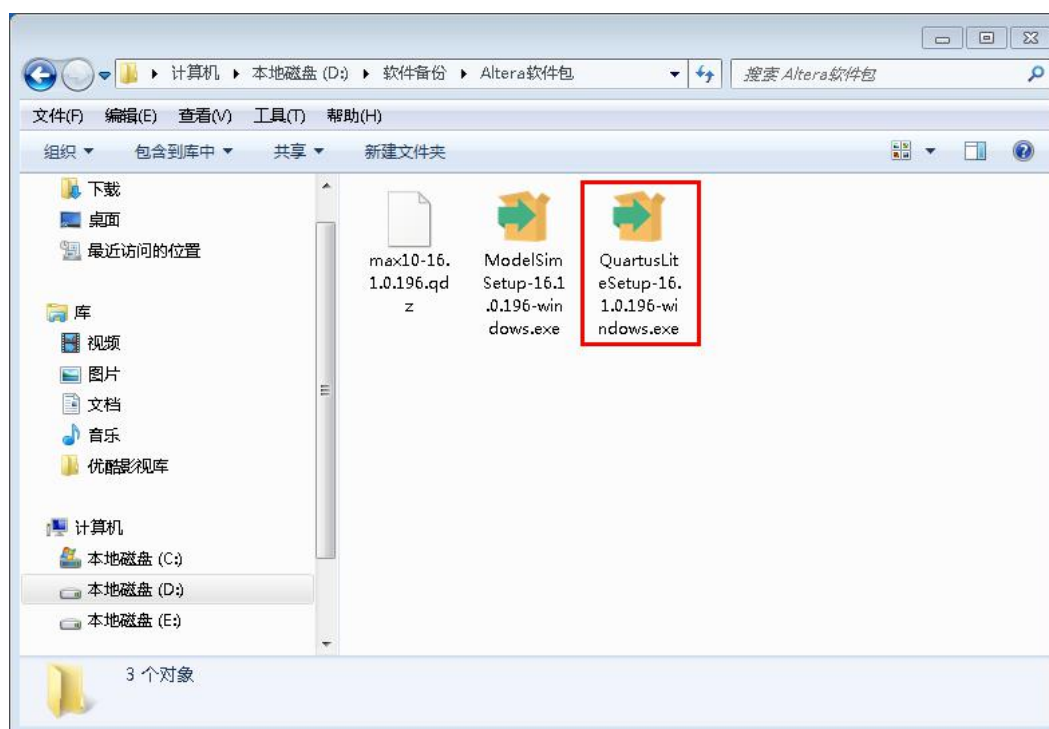 计算机 ▸ 本地磁盘 (D:) ▸ 软件备份 ▸ Altera软件包
搜索 Altera软件包
文件(F) 编辑(E) 查看(V) 工具(T) 帮助(H)
组织 包含到库中 共享 新建文件夹
下载
桌面
最近访问的位置
库
视频
图片
文档
音乐
优酷影视库
计算机
本地磁盘 (C:)
本地磁盘 (D:)
本地磁盘 (E:)
max10-16.
1.0.196.qd
z
ModelSim
Setup-16.1
.0.196-win
dows.exe
QuartusLit
eSetup-16.
1.0.196-wi
ndows.exe
3 个对象